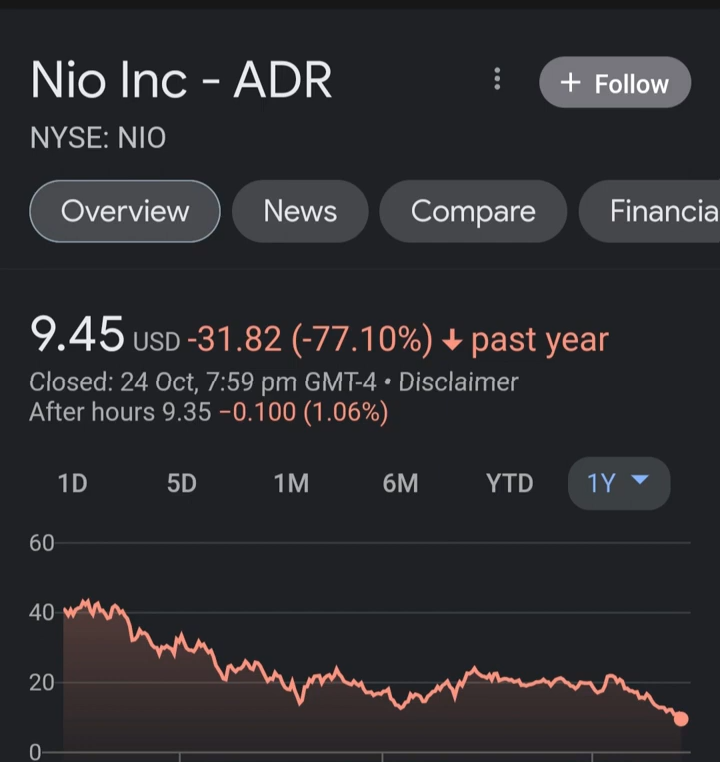 Nio Inc - ADR
+ Follow
NYSE: NIO
Overview
News
Compare
Financia
9.45 USD -31.82 (-77.10%) ↓ past year
Closed: 24 Oct, 7:59 pm GMT-4 • Disclaimer
After hours 9.35 −0.100 (1.06%)
1D
5D
1M
6M
YTD
1Y
60
40
20
0